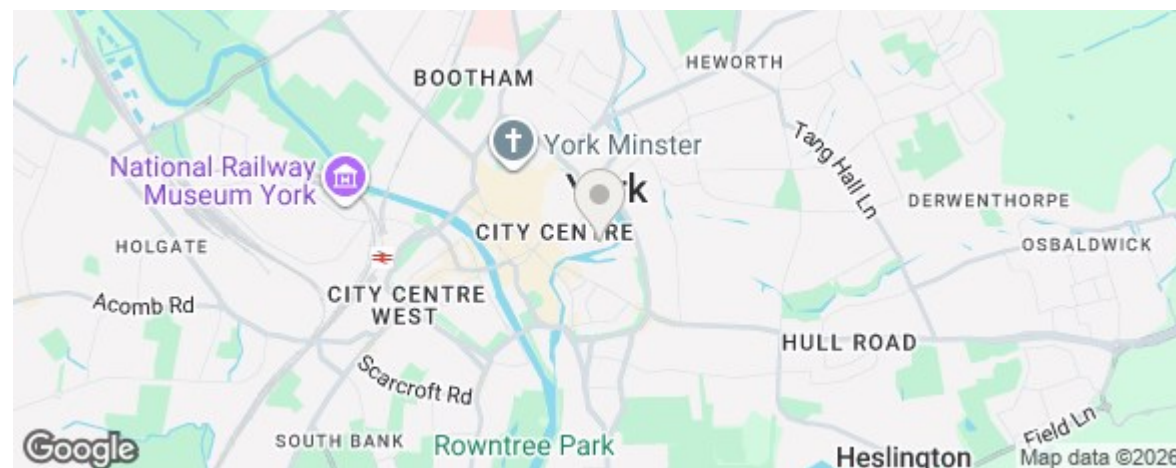 BOOTHAM
HEWORTH
York Minster
National Railway
Museum York
York
Tang Hall Ln
DERWENTHORPE
CITY CENTRE
OSBALDWICK
HOLGATE
CITY CENTRE
WEST
Acomb Rd
HULL ROAD
Scarcroft Rd
SOUTH BANK
Rowntree Park
Field Ln
Heslington
Google
Map data ©2026